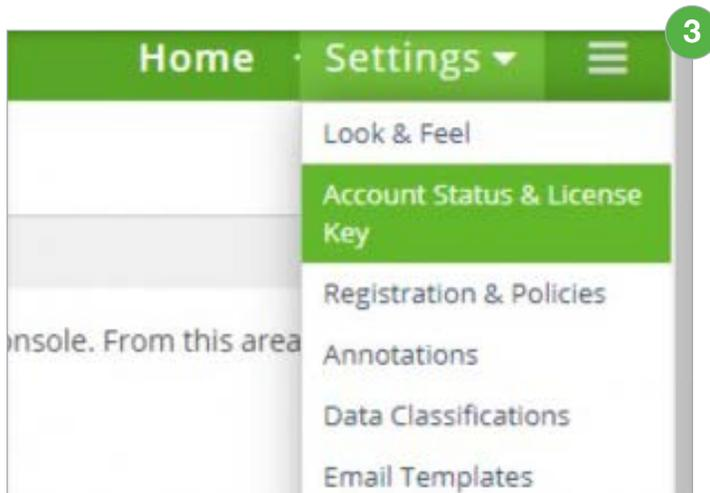 3
Home · Settings
Look & Feel
Account Status & License
Key
Registration & Policies
onsole. From this area
Annotations
Data Classifications
Email Templates